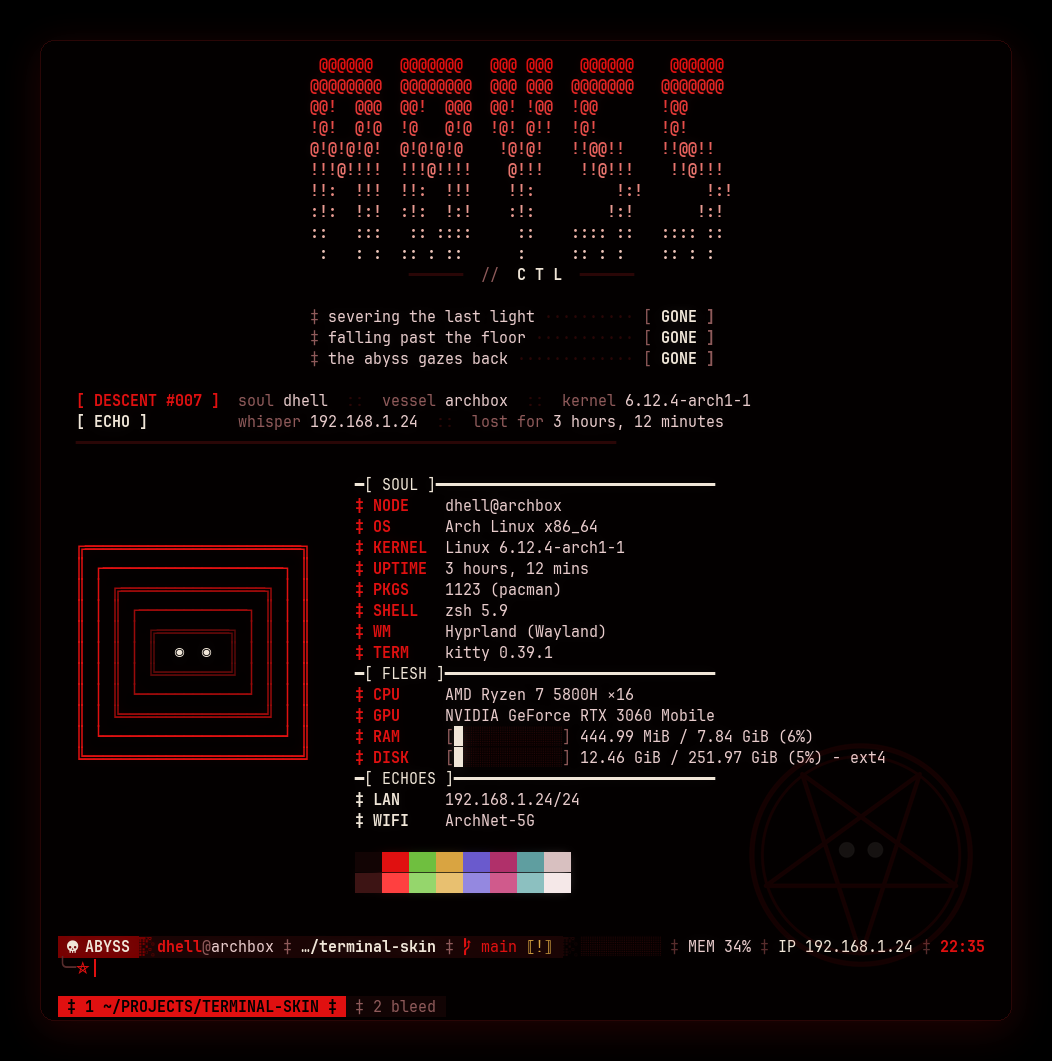 ABYSS
// CTL
‡ severing the last light ·········· [ GONE ]
‡ falling past the floor ··········· [ GONE ]
‡ the abyss gazes back ············· [ GONE ]
[ DESCENT #007 ] soul dhell :: vessel archbox :: kernel 6.12.4-arch1-1
[ ECHO ] whisper 192.168.1.24 :: lost for 3 hours, 12 minutes
[ SOUL ]
‡ NODE dhell@archbox
‡ OS Arch Linux x86_64
‡ KERNEL Linux 6.12.4-arch1-1
‡ UPTIME 3 hours, 12 mins
‡ PKGS 1123 (pacman)
‡ SHELL zsh 5.9
‡ WM Hyprland (Wayland)
‡ TERM kitty 0.39.1
[ FLESH ]
‡ CPU AMD Ryzen 7 5800H ×16
‡ GPU NVIDIA GeForce RTX 3060 Mobile
‡ RAM [ ] 444.99 MiB / 7.84 GiB (6%)
‡ DISK [ ] 12.46 GiB / 251.97 GiB (5%) - ext4
[ ECHOES ]
‡ LAN 192.168.1.24/24
‡ WIFI ArchNet-5G
ABYSS dhell@archbox ‡ …/terminal-skin ‡ main ⟦!⟧ ‡ MEM 34% ‡ IP 192.168.1.24 ‡ 22:35
‡ 1 ~/PROJECTS/TERMINAL-SKIN ‡ ‡ 2 bleed